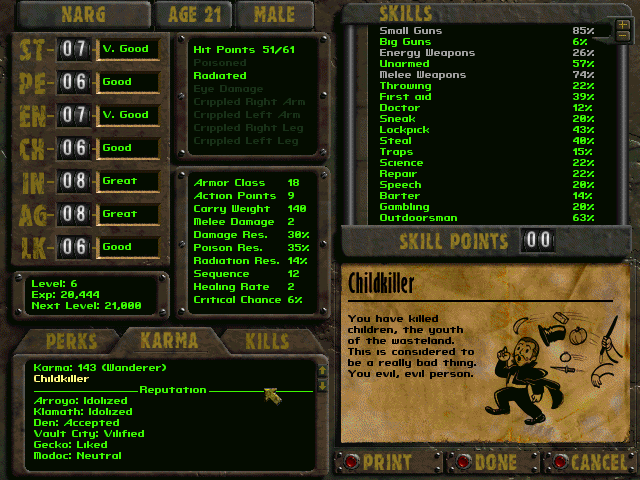 NARG
AGE 21
MALE
ST 07 V. Good
PE 06 Good
EN 07 V. Good
CH 06 Good
IN 08 Great
AG 08 Great
LK 06 Good
Hit Points 51/61
Poisoned
Radiated
Eye Damage
Crippled Right Arm
Crippled Left Arm
Crippled Right Leg
Crippled Left Leg
Armor Class 18
Action Points 9
Carry Weight 140
Melee Damage 2
Damage Res. 30%
Poison Res. 35%
Radiation Res. 14%
Sequence 12
Healing Rate 2
Critical Chance 6%
Level: 6
Exp: 20,444
Next Level: 21,000
PERKS
KARMA
KILLS
Karma: 143 (Wanderer)
Childkiller
Reputation
Arroyo: Idolized
Klamath: Idolized
Den: Accepted
Vault City: Vilified
Gecko: Liked
Modoc: Neutral
SKILLS
Small Guns 85%
Big Guns 6%
Energy Weapons 26%
Unarmed 57%
Melee Weapons 74%
Throwing 22%
First aid 39%
Doctor 12%
Sneak 20%
Lockpick 43%
Steal 40%
Traps 15%
Science 22%
Repair 22%
Speech 20%
Barter 14%
Gambling 20%
Outdoorsman 63%
SKILL POINTS 00
Childkiller
You have killed
children, the youth
of the wasteland.
This is considered to
be a really bad thing.
You evil, evil person.
PRINT
DONE
CANCEL